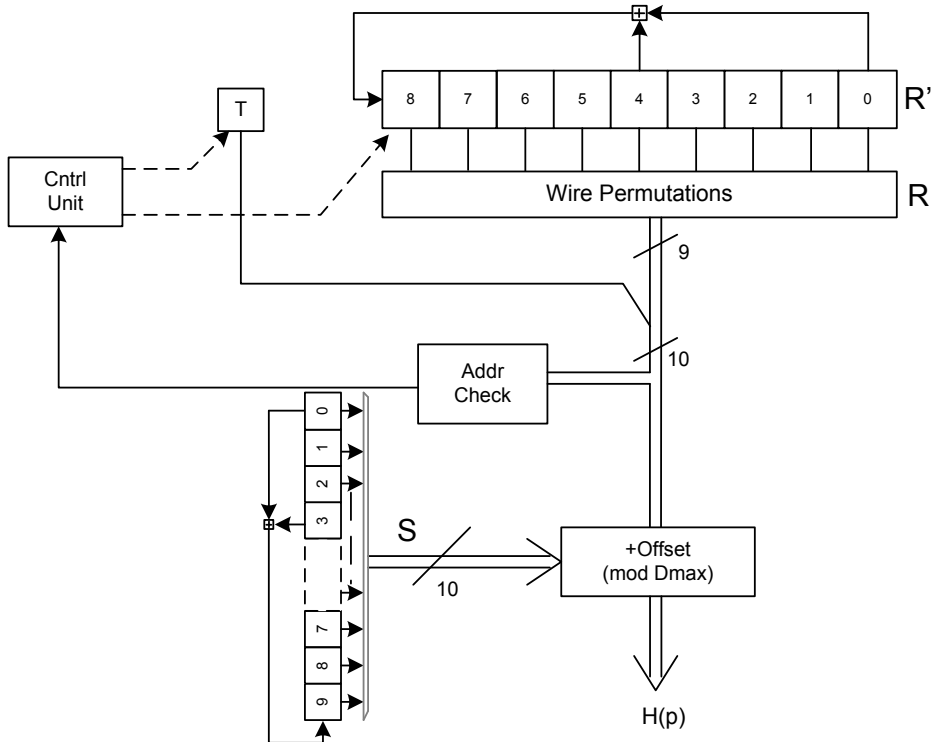 8 7 6 5 4 3 2 1 0
R'
T
Cntrl
Unit
Wire Permutations
R
9
10
Addr
Check
0
1
2
3
7
8
9
S
10
+Offset
(mod Dmax)
H(p)